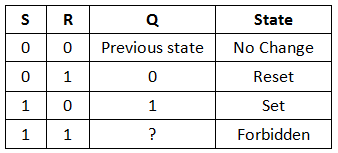 S R Q State
0 0 Previous state No Change
0 1 0 Reset
1 0 1 Set
1 1 ? Forbidden